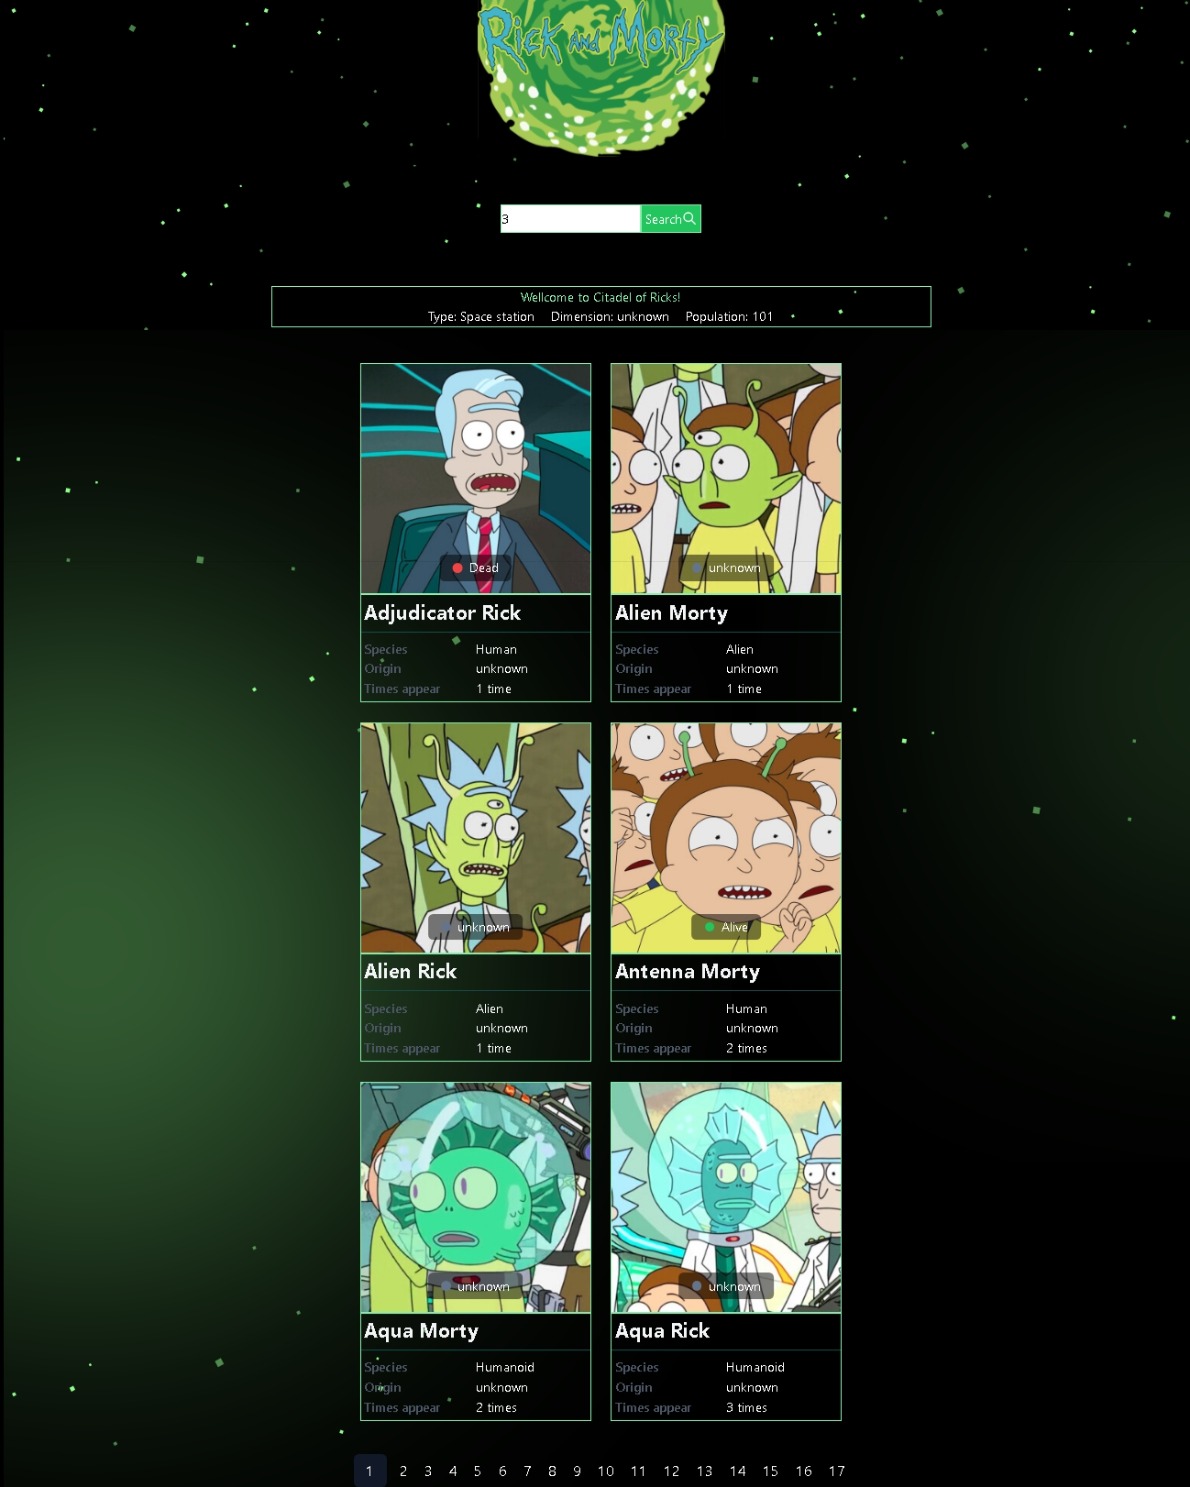 Rick And Morty
3
Search
Wellcome to Citadel of Ricks!
Type: Space station Dimension: unknown Population: 101
Dead
Adjudicator Rick
Species Human
Origin unknown
Times appear 1 time
unknown
Alien Morty
Species Alien
Origin unknown
Times appear 1 time
unknown
Alien Rick
Species Alien
Origin unknown
Times appear 1 time
Alive
Antenna Morty
Species Human
Origin unknown
Times appear 2 times
unknown
Aqua Morty
Species Humanoid
Origin unknown
Times appear 2 times
unknown
Aqua Rick
Species Humanoid
Origin unknown
Times appear 3 times
1 2 3 4 5 6 7 8 9 10 11 12 13 14 15 16 17